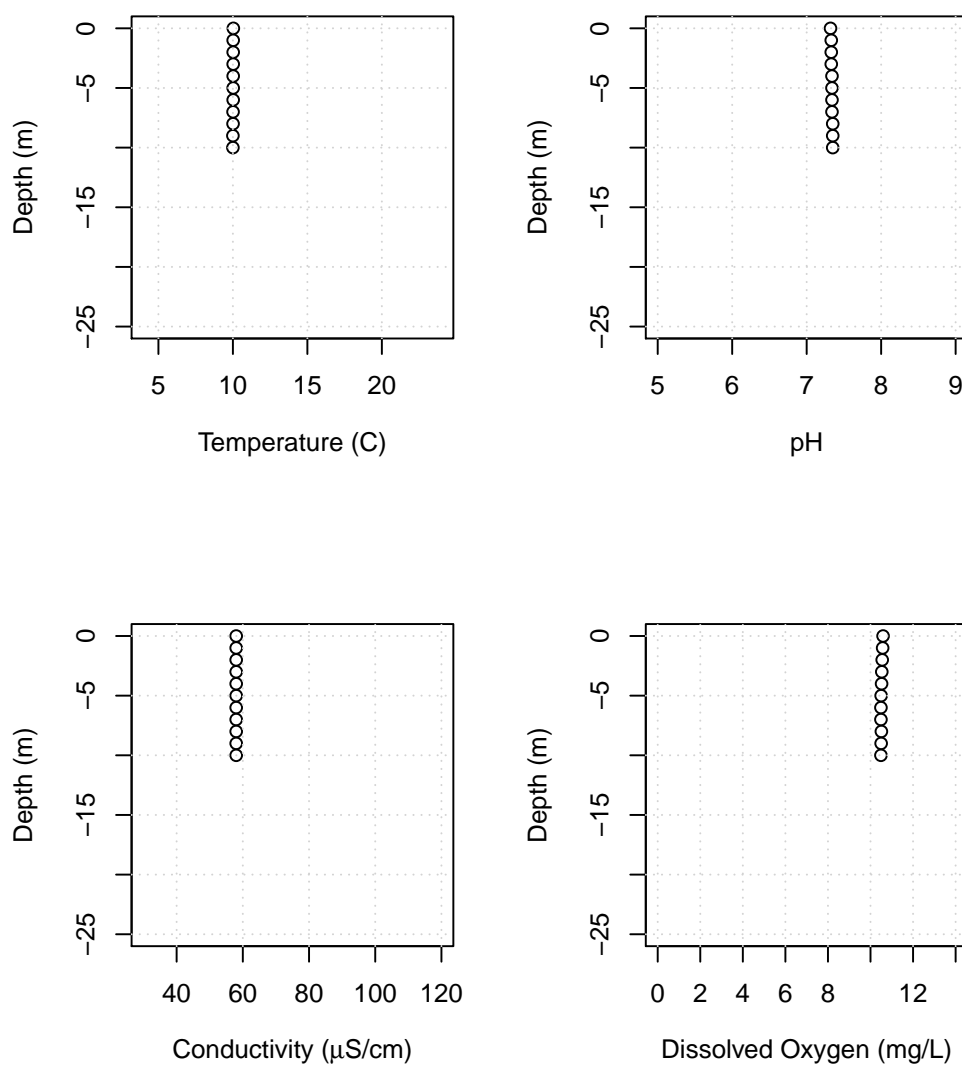 0
−5
−15
−25
Depth (m)
5 10 15 20
Temperature (C)
0
−5
−15
−25
Depth (m)
5 6 7 8 9
pH
0
−5
−15
−25
Depth (m)
40 60 80 100 120
Conductivity (μS/cm)
0
−5
−15
−25
Depth (m)
0 2 4 6 8 12
Dissolved Oxygen (mg/L)